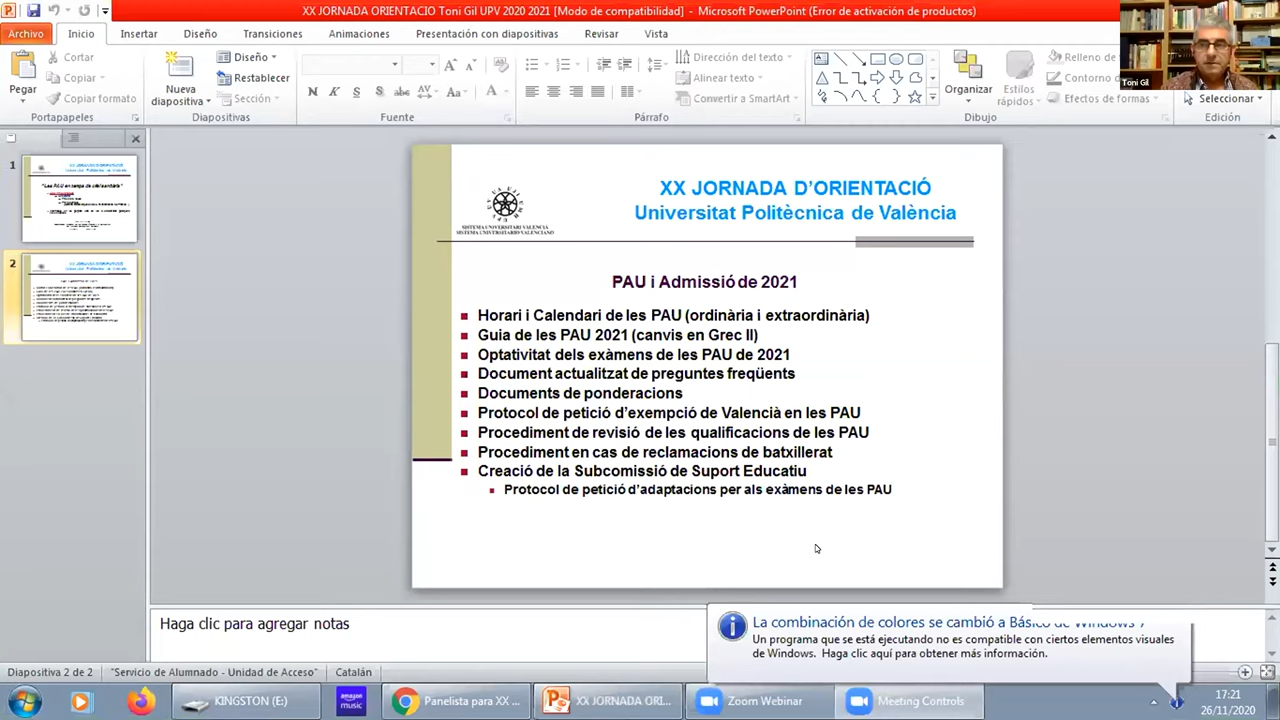 XX JORNADA ORIENTACIO Toni Gil UPV 2020 2021 [Modo de compatibilidad] - Microsoft PowerPoint (Error de activación de productos)
Archivo Inicio Insertar Diseño Transiciones Animaciones Presentación con diapositivas Revisar Vista
Toni Gil
Pegar
Cortar
Copiar
Copiar formato
Portapapeles
Nueva diapositiva
Diseño
Restablecer
Sección
Diapositivas
N K S S abc AV Aa A
Fuente
Dirección del texto
Alinear texto
Convertir a SmartArt
Párrafo
Organizar
Estilos rápidos
Relleno de
Contorno d
Efectos de formas
Dibujo
Seleccionar
Edición
1
2
SISTEMA UNIVERSITARI VALENCIÀ
SISTEMA UNIVERSITARIO VALENCIANO
XX JORNADA D'ORIENTACIÓ
Universitat Politècnica de València
PAU i Admissió de 2021
Horari i Calendari de les PAU (ordinària i extraordinària)
Guia de les PAU 2021 (canvis en Grec II)
Optativitat dels exàmens de les PAU de 2021
Document actualitzat de preguntes freqüents
Documents de ponderacions
Protocol de petició d'exempció de Valencià en les PAU
Procediment de revisió de les qualificacions de les PAU
Procediment en cas de reclamacions de batxillerat
Creació de la Subcomissió de Suport Educatiu
Protocol de petició d'adaptacions per als exàmens de les PAU
Haga clic para agregar notas
La combinación de colores se cambió a Básico de Windows 7
Un programa que se está ejecutando no es compatible con ciertos elementos visuales
de Windows. Haga clic aquí para obtener más información.
Diapositiva 2 de 2 "Servicio de Alumnado - Unidad de Acceso" Catalán
KINGSTON (E:) amazon music Panelista para XX ... XX JORNADA ORI... Zoom Webinar Meeting Controls
17:21
26/11/2020